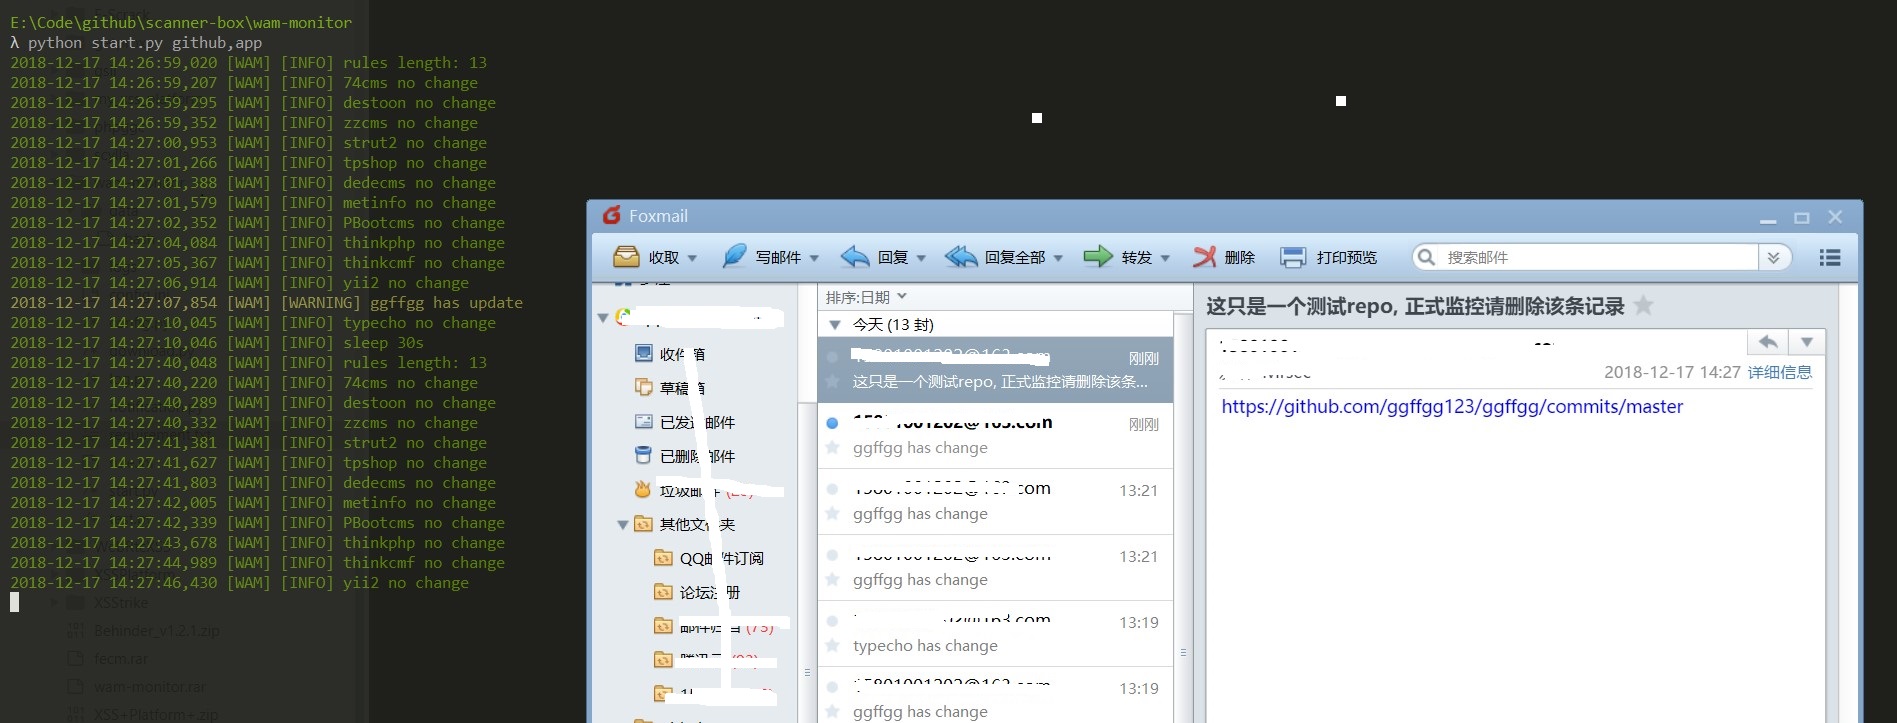 E:\Code\github\scanner-box\wam-monitor
λ python start.py github,app
2018-12-17 14:26:59,020 [WAM] [INFO] rules length: 13
2018-12-17 14:26:59,207 [WAM] [INFO] 74cms no change
2018-12-17 14:26:59,295 [WAM] [INFO] destoon no change
2018-12-17 14:26:59,352 [WAM] [INFO] zzcms no change
2018-12-17 14:27:00,953 [WAM] [INFO] strut2 no change
2018-12-17 14:27:01,266 [WAM] [INFO] tpshop no change
2018-12-17 14:27:01,388 [WAM] [INFO] dedecms no change
2018-12-17 14:27:01,579 [WAM] [INFO] metinfo no change
2018-12-17 14:27:02,352 [WAM] [INFO] PBootcms no change
2018-12-17 14:27:04,084 [WAM] [INFO] thinkphp no change
2018-12-17 14:27:05,367 [WAM] [INFO] thinkcmf no change
2018-12-17 14:27:06,914 [WAM] [INFO] yii2 no change
2018-12-17 14:27:07,854 [WAM] [WARNING] ggffgg has update
2018-12-17 14:27:10,045 [WAM] [INFO] typecho no change
2018-12-17 14:27:10,046 [WAM] [INFO] sleep 30s
2018-12-17 14:27:40,048 [WAM] [INFO] rules length: 13
2018-12-17 14:27:40,220 [WAM] [INFO] 74cms no change
2018-12-17 14:27:40,289 [WAM] [INFO] destoon no change
2018-12-17 14:27:40,332 [WAM] [INFO] zzcms no change
2018-12-17 14:27:41,381 [WAM] [INFO] strut2 no change
2018-12-17 14:27:41,627 [WAM] [INFO] tpshop no change
2018-12-17 14:27:41,803 [WAM] [INFO] dedecms no change
2018-12-17 14:27:42,005 [WAM] [INFO] metinfo no change
2018-12-17 14:27:42,339 [WAM] [INFO] PBootcms no change
2018-12-17 14:27:43,678 [WAM] [INFO] thinkphp no change
2018-12-17 14:27:44,989 [WAM] [INFO] thinkcmf no change
2018-12-17 14:27:46,430 [WAM] [INFO] yii2 no change
XSStrike
Behinder_v1.2.1.zip
fecm.rar
wam-monitor.rar
XSS+Platform+.zip
Foxmail
收取 写邮件 回复 回复全部 转发 删除 打印预览 搜索邮件
收件箱
草稿箱
已发送邮件
已删除邮件
垃圾邮件
其他文件夹
QQ邮件订阅
论坛注册
排序:日期
今天 (13 封)
刚刚
这只是一个测试repo, 正式监控请删除该条...
刚刚
ggffgg has change
13:21
ggffgg has change
13:21
ggffgg has change
13:19
typecho has change
13:19
ggffgg has change
这只是一个测试repo, 正式监控请删除该条记录
2018-12-17 14:27 详细信息
https://github.com/ggffgg123/ggffgg/commits/master